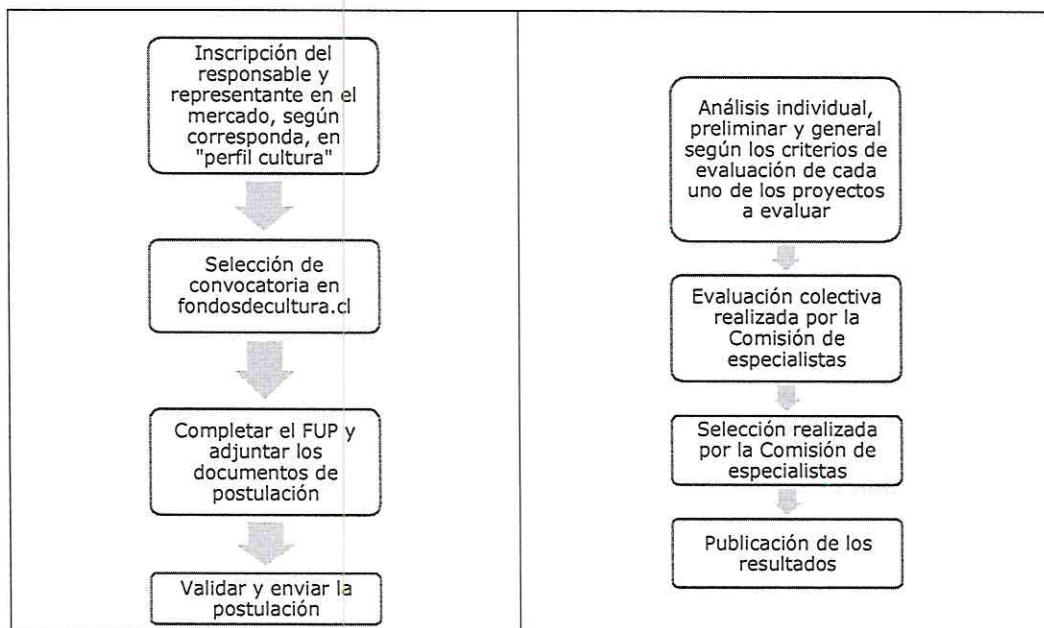 Inscripción del
responsable y
representante en el
mercado, según
corresponda, en
"perfil cultura"
Selección de
convocatoria en
fondosdecultura.cl
Completar el FUP y
adjuntar los
documentos de
postulación
Validar y enviar la
postulación
Análisis individual,
preliminar y general
según los criterios de
evaluación de cada
uno de los proyectos
a evaluar
Evaluación colectiva
realizada por la
Comisión de
especialistas
Selección realizada
por la Comisión de
especialistas
Publicación de los
resultados